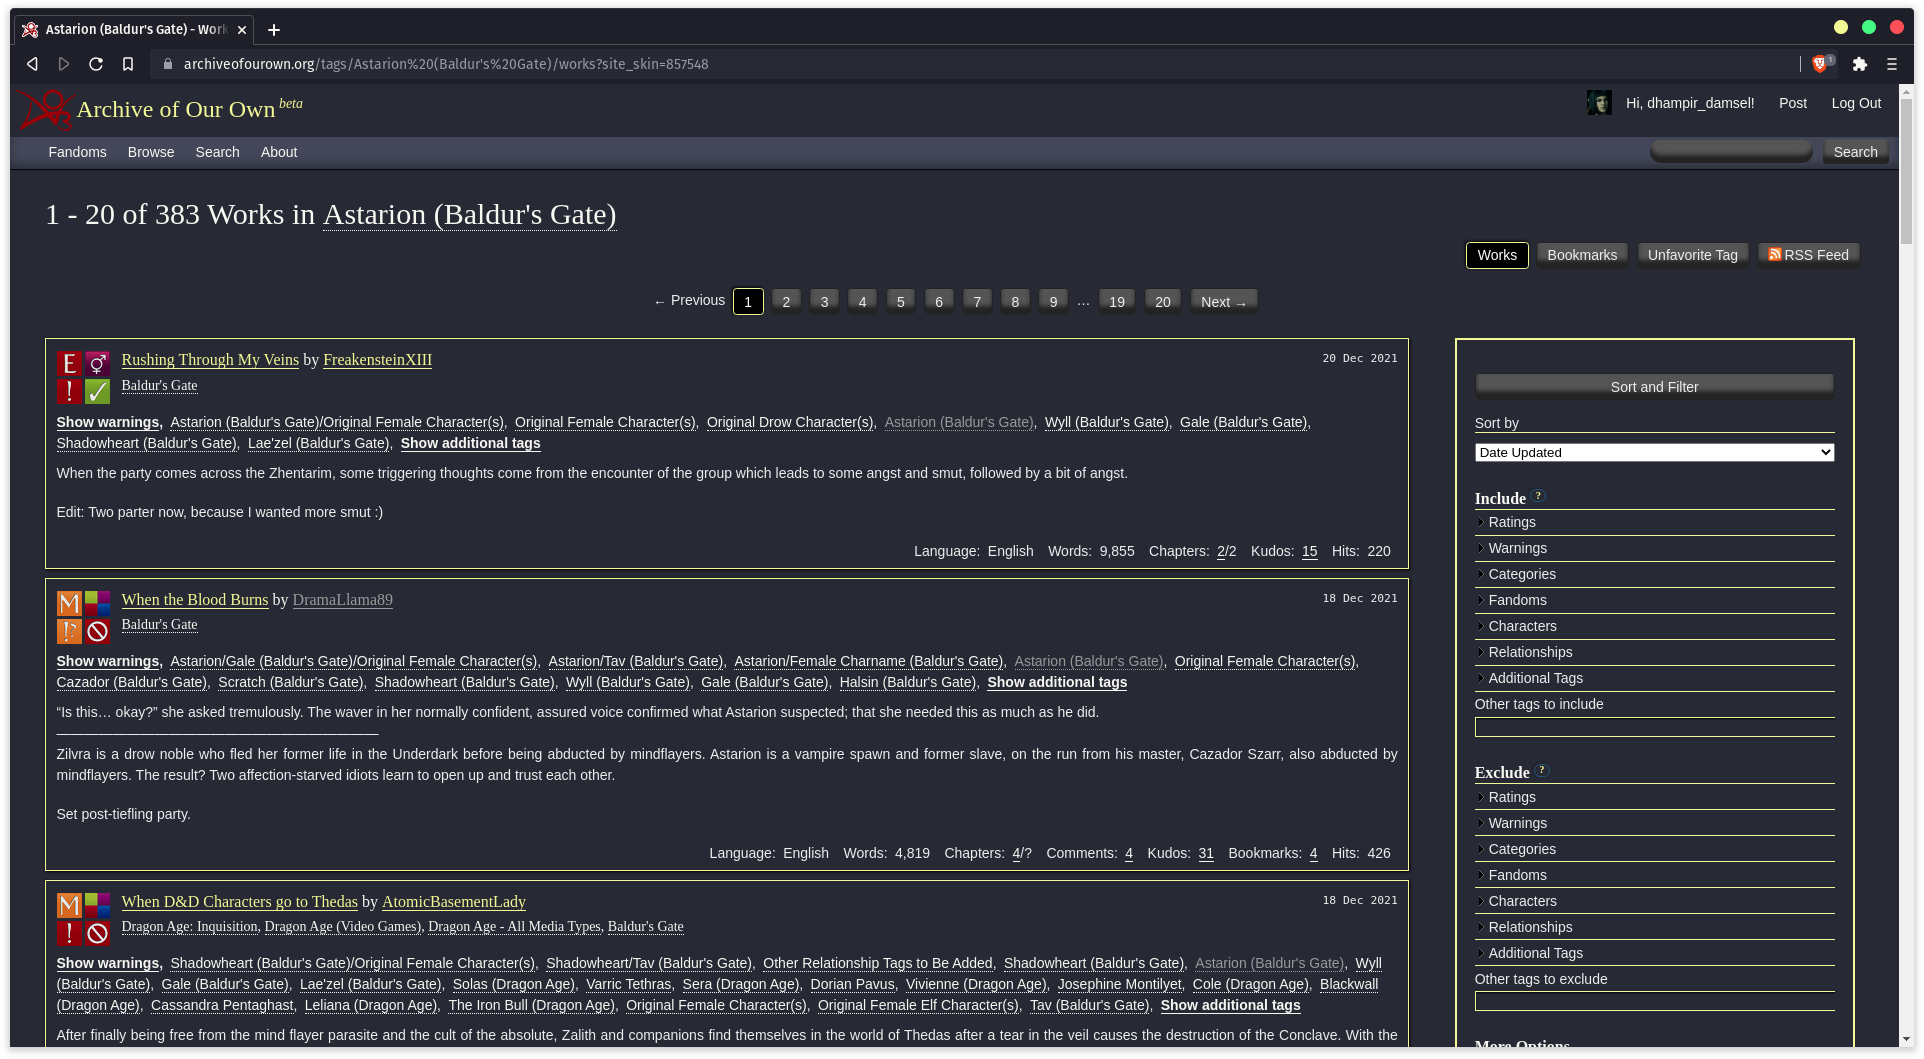 Astarion (Baldur's Gate) - Work
archiveofourown.org/tags/Astarion%20(Baldur's%20Gate)/works?site_skin=857548
1
Archive of Our Own beta
Hi, dhampir_damsel! Post Log Out
Fandoms Browse Search About
Search
1 - 20 of 383 Works in Astarion (Baldur's Gate)
Works Bookmarks Unfavorite Tag RSS Feed
← Previous 1 2 3 4 5 6 7 8 9 … 19 20 Next →
Rushing Through My Veins by FreakensteinXIII
20 Dec 2021
Baldur's Gate
Show warnings, Astarion (Baldur's Gate)/Original Female Character(s), Original Female Character(s), Original Drow Character(s), Astarion (Baldur's Gate), Wyll (Baldur's Gate), Gale (Baldur's Gate),
Shadowheart (Baldur's Gate), Lae'zel (Baldur's Gate), Show additional tags
When the party comes across the Zhentarim, some triggering thoughts come from the encounter of the group which leads to some angst and smut, followed by a bit of angst.
Edit: Two parter now, because I wanted more smut :)
Language: English Words: 9,855 Chapters: 2/2 Kudos: 15 Hits: 220
When the Blood Burns by DramaLlama89
18 Dec 2021
Baldur's Gate
Show warnings, Astarion/Gale (Baldur's Gate)/Original Female Character(s), Astarion/Tav (Baldur's Gate), Astarion/Female Charname (Baldur's Gate), Astarion (Baldur's Gate), Original Female Character(s),
Cazador (Baldur's Gate), Scratch (Baldur's Gate), Shadowheart (Baldur's Gate), Wyll (Baldur's Gate), Gale (Baldur's Gate), Halsin (Baldur's Gate), Show additional tags
“Is this… okay?” she asked tremulously. The waver in her normally confident, assured voice confirmed what Astarion suspected; that she needed this as much as he did.
Zilvra is a drow noble who fled her former life in the Underdark before being abducted by mindflayers. Astarion is a vampire spawn and former slave, on the run from his master, Cazador Szarr, also abducted by
mindflayers. The result? Two affection-starved idiots learn to open up and trust each other.
Set post-tiefling party.
Language: English Words: 4,819 Chapters: 4/? Comments: 4 Kudos: 31 Bookmarks: 4 Hits: 426
When D&D Characters go to Thedas by AtomicBasementLady
18 Dec 2021
Dragon Age: Inquisition, Dragon Age (Video Games), Dragon Age - All Media Types, Baldur's Gate
Show warnings, Shadowheart (Baldur's Gate)/Original Female Character(s), Shadowheart/Tav (Baldur's Gate), Other Relationship Tags to Be Added, Shadowheart (Baldur's Gate), Astarion (Baldur's Gate), Wyll
(Baldur's Gate), Gale (Baldur's Gate), Lae'zel (Baldur's Gate), Solas (Dragon Age), Varric Tethras, Sera (Dragon Age), Dorian Pavus, Vivienne (Dragon Age), Josephine Montilyet, Cole (Dragon Age), Blackwall
(Dragon Age), Cassandra Pentaghast, Leliana (Dragon Age), The Iron Bull (Dragon Age), Original Female Character(s), Original Female Elf Character(s), Tav (Baldur's Gate), Show additional tags
After finally being free from the mind flayer parasite and the cult of the absolute, Zalith and companions find themselves in the world of Thedas after a tear in the veil causes the destruction of the Conclave. With the
Sort and Filter
Sort by
Date Updated
Include ?
Ratings
Warnings
Categories
Fandoms
Characters
Relationships
Additional Tags
Other tags to include
Exclude ?
Ratings
Warnings
Categories
Fandoms
Characters
Relationships
Additional Tags
Other tags to exclude
More Options